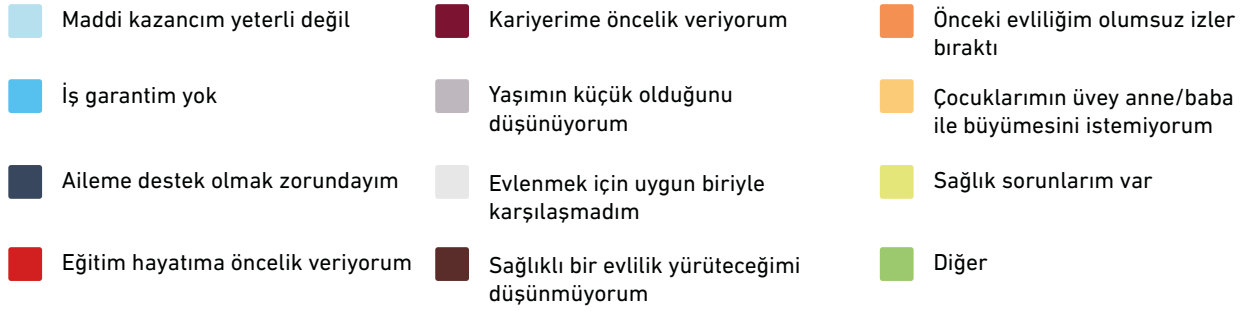 Maddi kazancım yeterli değil
İş garantim yok
Aileme destek olmak zorundayım
Eğitim hayatıma öncelik veriyorum
Kariyerime öncelik veriyorum
Yaşımın küçük olduğunu
düşünüyorum
Evlenmek için uygun biriyle
karşılaşmadım
Sağlıklı bir evlilik yürüteceğimi
düşünmüyorum
Önceki evliliğim olumsuz izler
bıraktı
Çocuklarımın üvey anne/baba
ile büyümesini istemiyorum
Sağlık sorunlarım var
Diğer